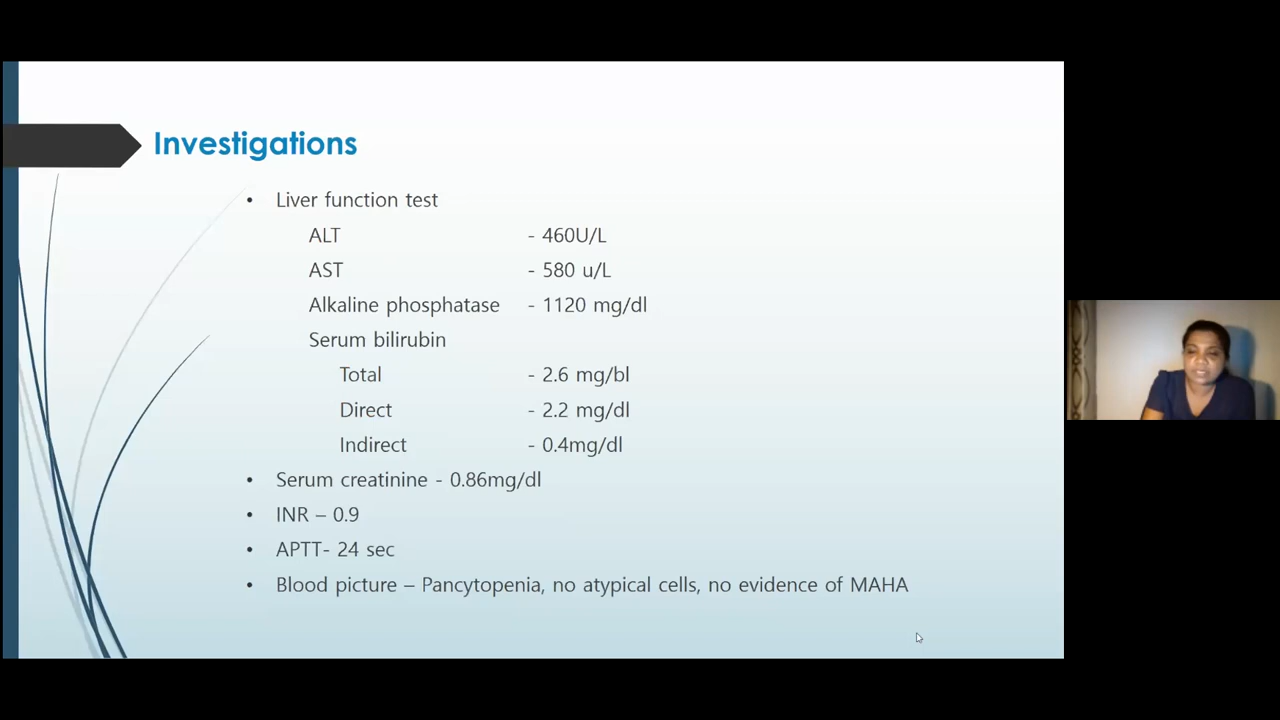 Investigations
• Liver function test
ALT - 460U/L
AST - 580 u/L
Alkaline phosphatase - 1120 mg/dl
Serum bilirubin
Total - 2.6 mg/bl
Direct - 2.2 mg/dl
Indirect - 0.4mg/dl
• Serum creatinine - 0.86mg/dl
• INR – 0.9
• APTT- 24 sec
• Blood picture – Pancytopenia, no atypical cells, no evidence of MAHA